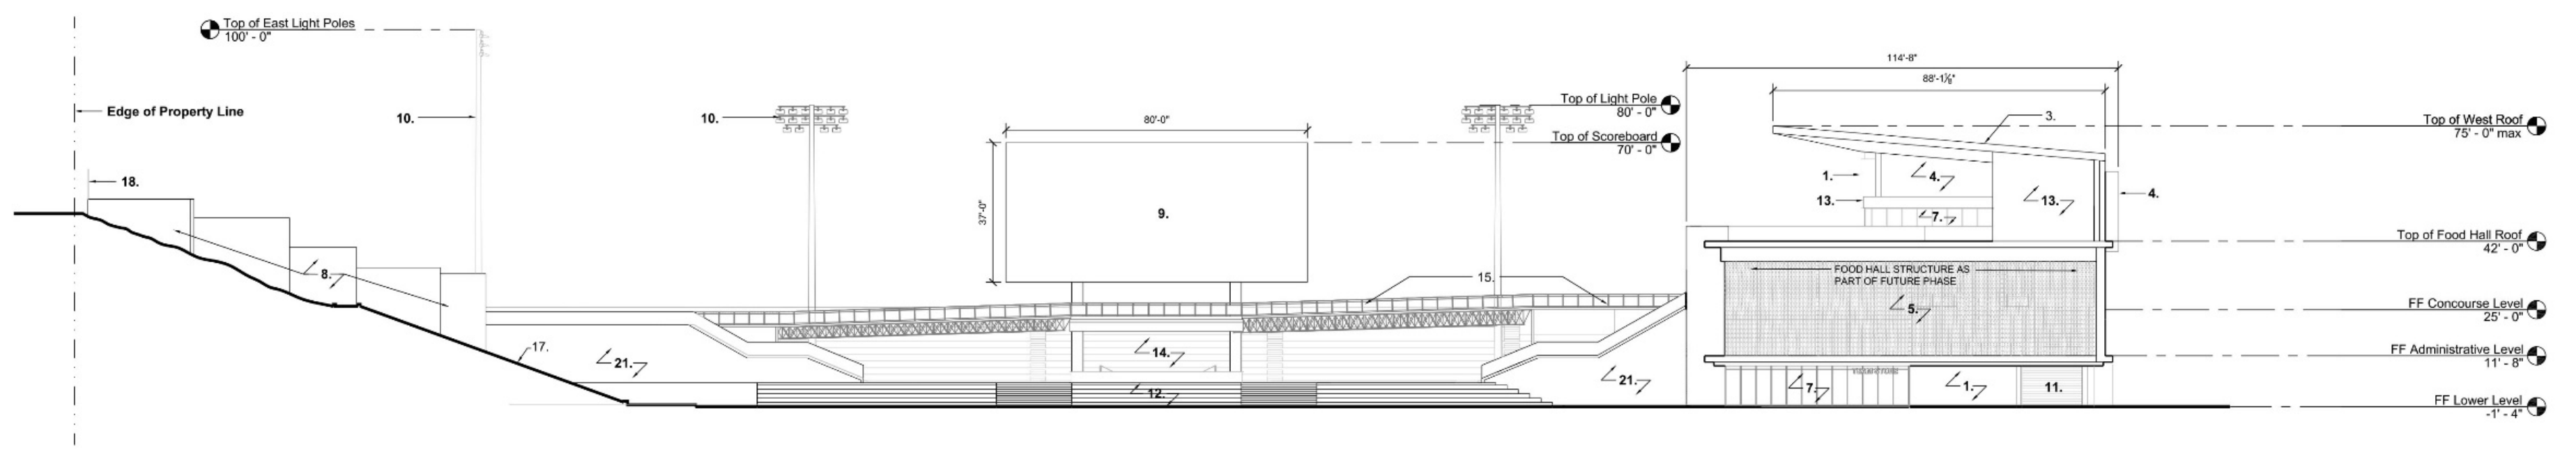 Top of East Light Poles
100' - 0"
Edge of Property Line
10.
10.
18.
8.
17.
21.
80'-0"
37'-0"
9.
14.
12.
15.
Top of Light Pole
80' - 0"
Top of Scoreboard
70' - 0"
21.
114'-8"
88'-1⅞"
3.
1.
4.
13.
7.
13.
4.
FOOD HALL STRUCTURE AS
PART OF FUTURE PHASE
5.
7.
1.
11.
Top of West Roof
75' - 0" max
Top of Food Hall Roof
42' - 0"
FF Concourse Level
25' - 0"
FF Administrative Level
11' - 8"
FF Lower Level
-1' - 4"